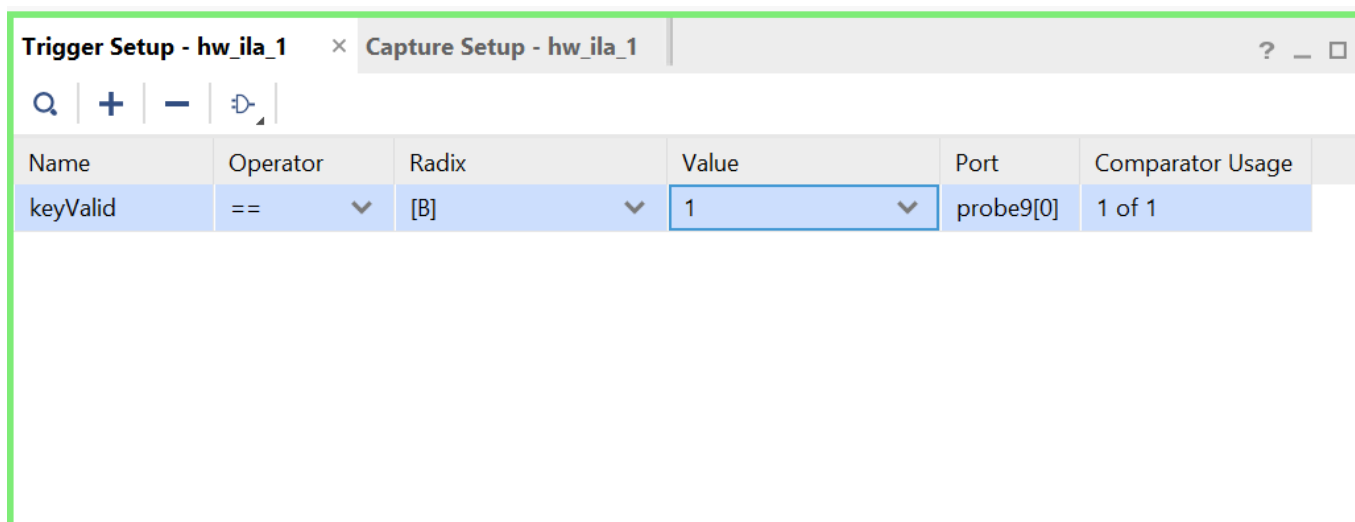 Trigger Setup - hw_ila_1 × Capture Setup - hw_ila_1 ?
Name Operator Radix Value Port Comparator Usage
keyValid == [B] 1 probe9[0] 1 of 1